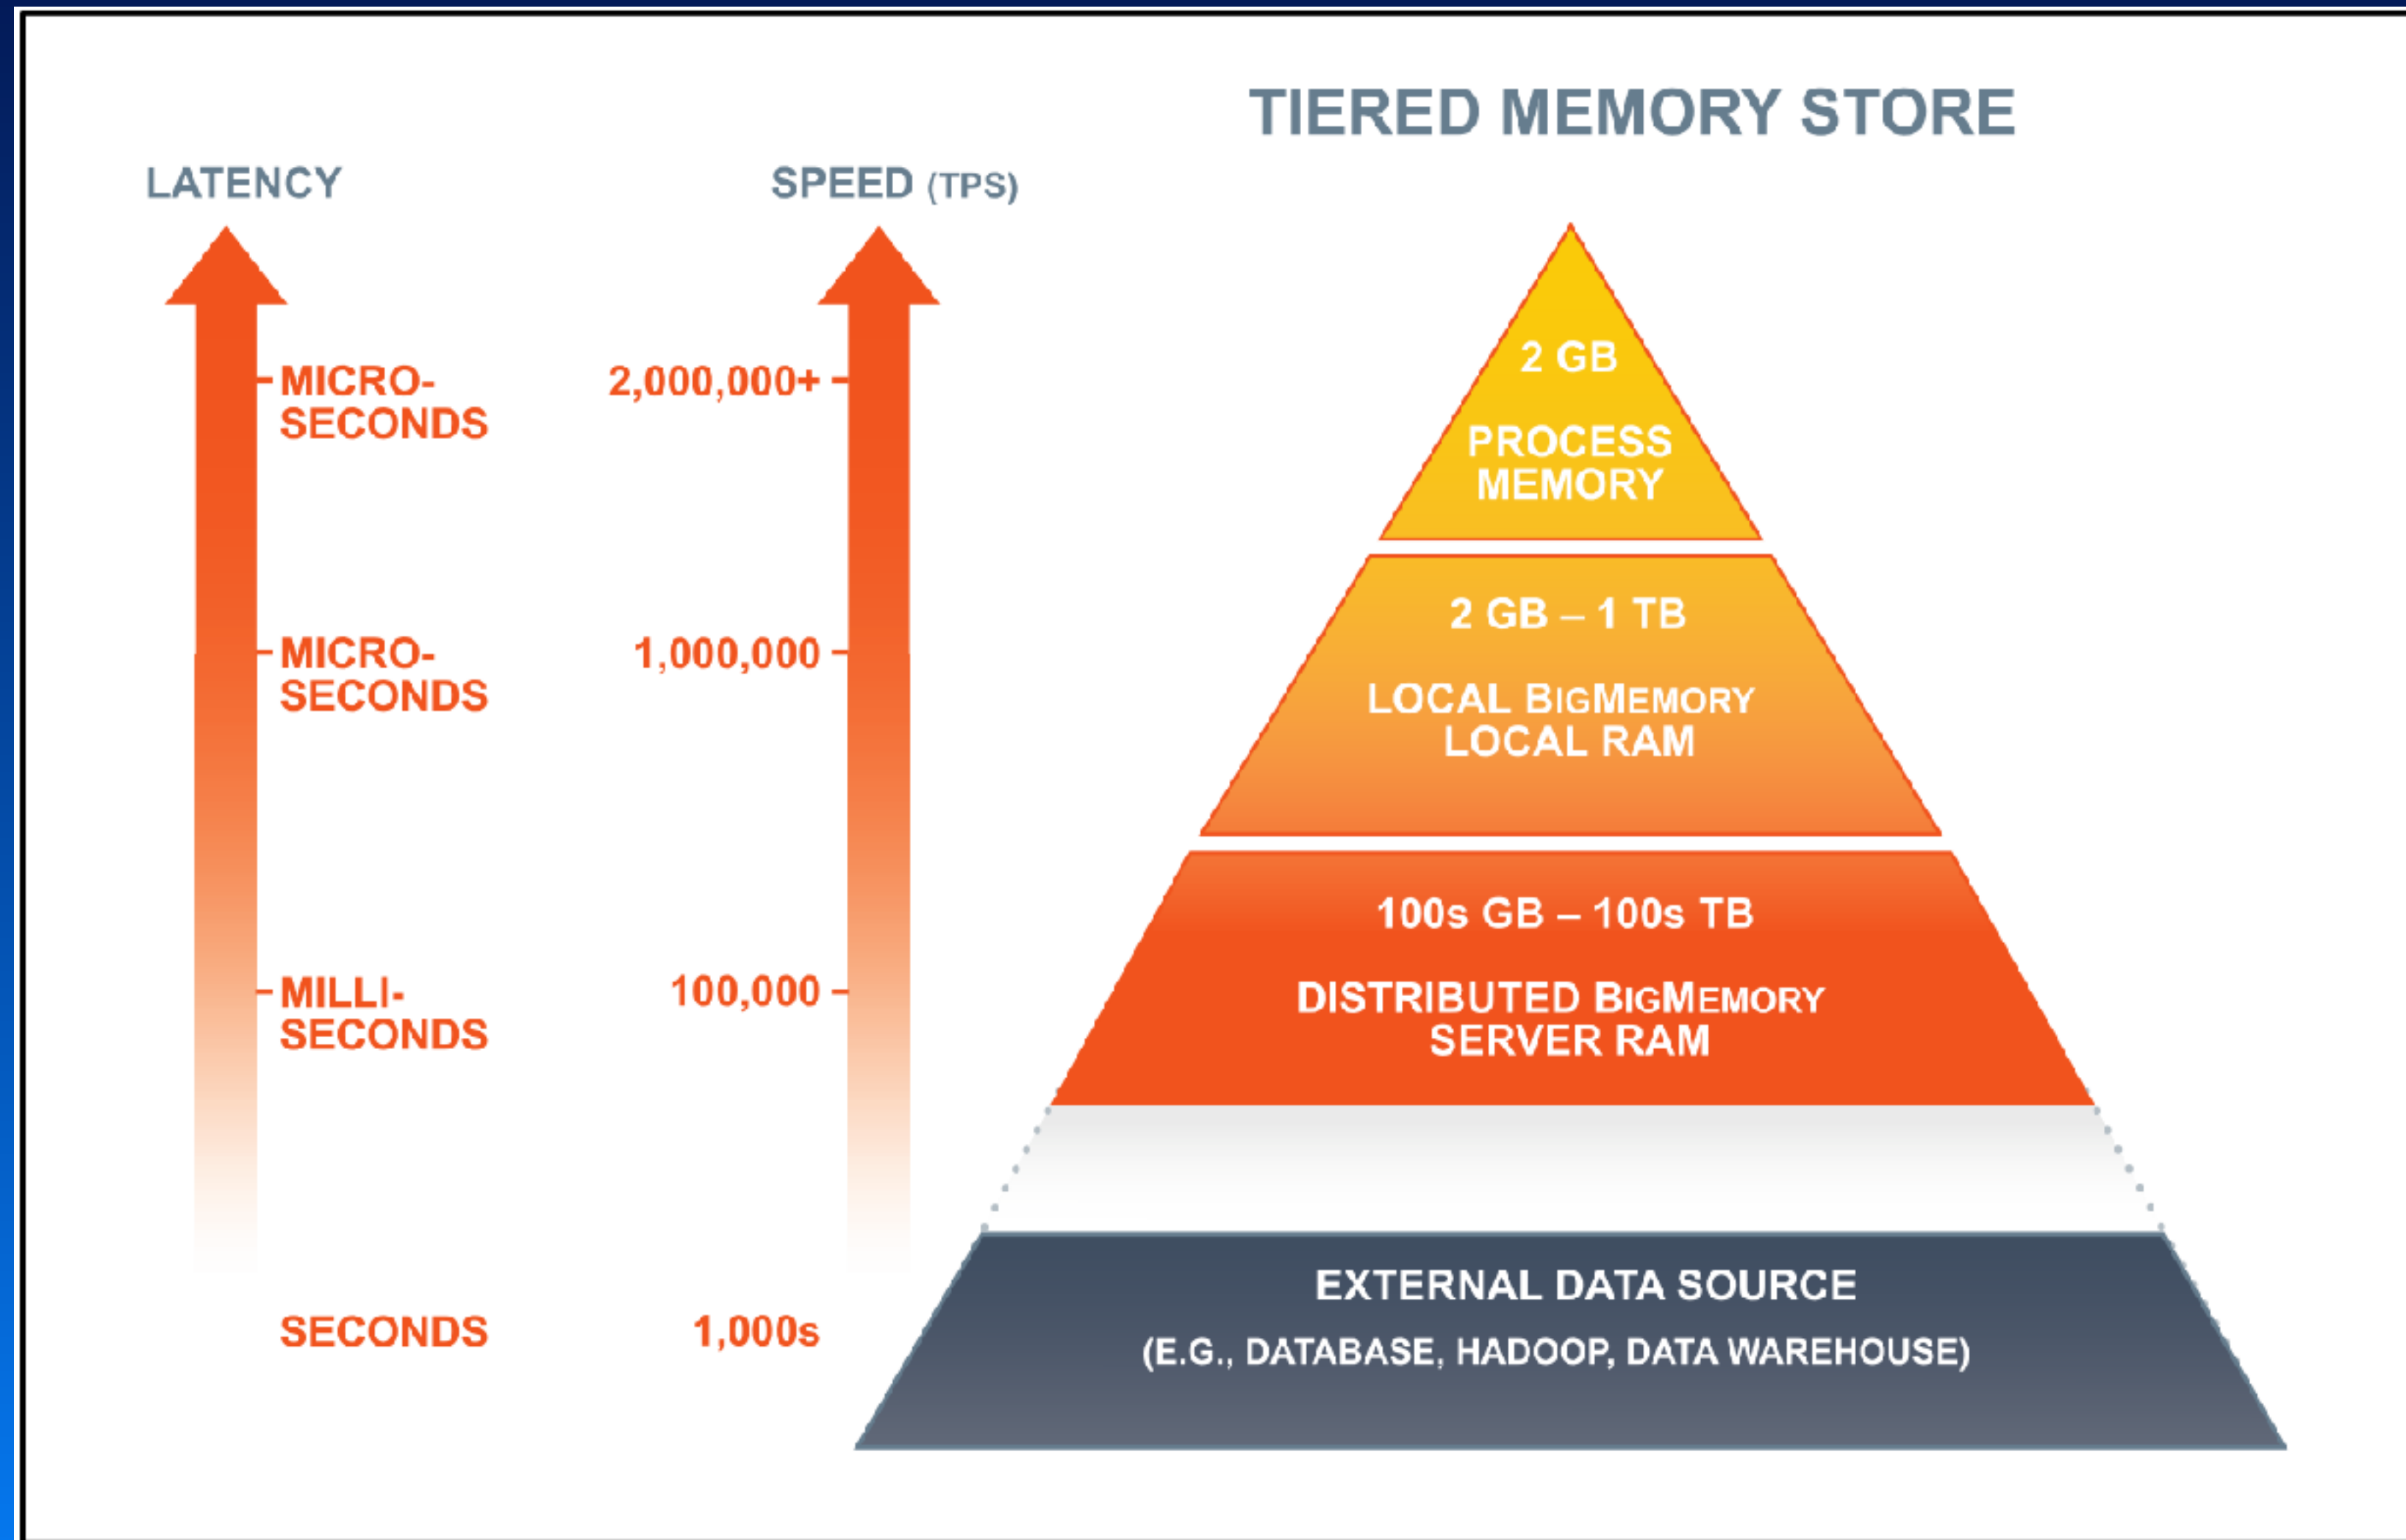 TIERED MEMORY STORE
LATENCY
SPEED (TPS)
MICRO-
SECONDS
2,000,000+
2 GB
PROCESS
MEMORY
MICRO-
SECONDS
1,000,000
2 GB – 1 TB
LOCAL BIGMEMORY
LOCAL RAM
MILLI-
SECONDS
100,000
100s GB – 100s TB
DISTRIBUTED BIGMEMORY
SERVER RAM
SECONDS
1,000s
EXTERNAL DATA SOURCE
(E.G., DATABASE, HADOOP, DATA WAREHOUSE)